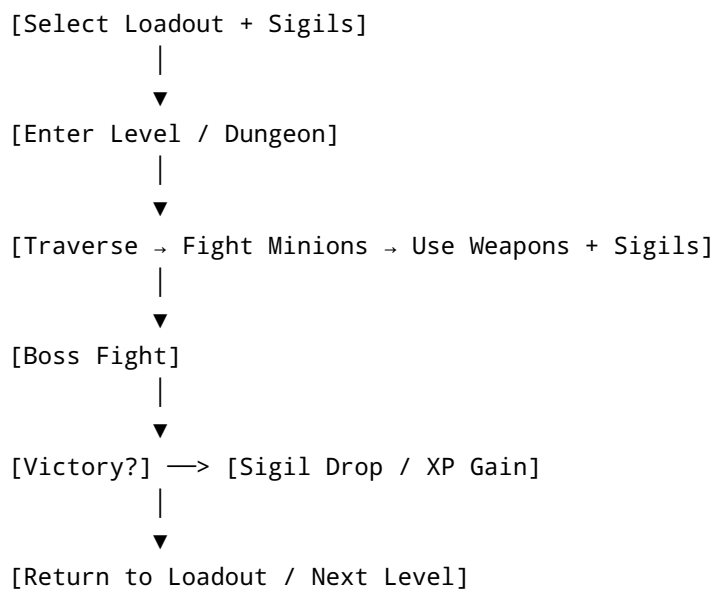 [Select Loadout + Sigils]
│
▼
[Enter Level / Dungeon]
│
▼
[Traverse → Fight Minions → Use Weapons + Sigils]
│
▼
[Boss Fight]
│
▼
[Victory?] ──> [Sigil Drop / XP Gain]
│
▼
[Return to Loadout / Next Level]